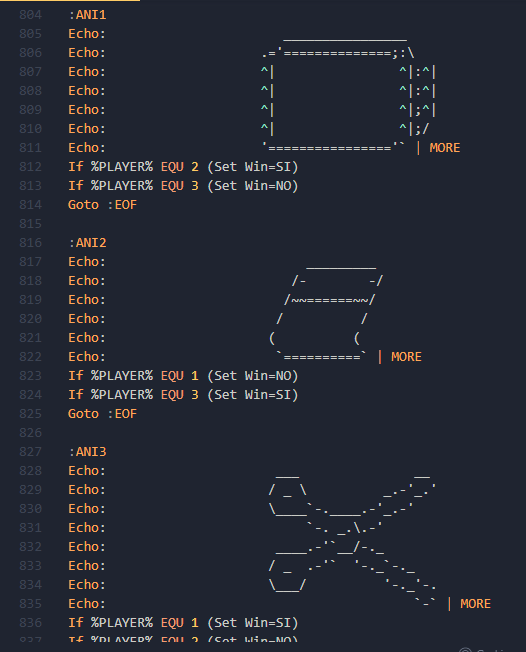 804 :ANI1
805 Echo:                       ________________
806 Echo:                    .='==============;:\
807 Echo:                    ^|                ^|:^|
808 Echo:                    ^|                ^|:^|
809 Echo:                    ^|                ^|;^|
810 Echo:                    ^|                ^|;/
811 Echo:                    '================'` | MORE
812 If %PLAYER% EQU 2 (Set Win=SI)
813 If %PLAYER% EQU 3 (Set Win=NO)
814 Goto :EOF
815
816 :ANI2
817 Echo:                          _________
818 Echo:                        /-        -/
819 Echo:                       /~~======~~/
820 Echo:                      /          /
821 Echo:                     (          (
822 Echo:                      `==========` | MORE
823 If %PLAYER% EQU 1 (Set Win=NO)
824 If %PLAYER% EQU 3 (Set Win=SI)
825 Goto :EOF
826
827 :ANI3
828 Echo:                      ___               __
829 Echo:                     / _ \          _.-'_.'
830 Echo:                     \____`-.____.-'_.-'
831 Echo:                          `-. _.\.-'
832 Echo:                      ____.-'`__/-._
833 Echo:                     / _  .-'`  '-._`-._
834 Echo:                     \___/          '-._'-.
835 Echo:                                        `-` | MORE
836 If %PLAYER% EQU 1 (Set Win=SI)
837 If %PLAYER% EQU 2 (Set Win=NO)